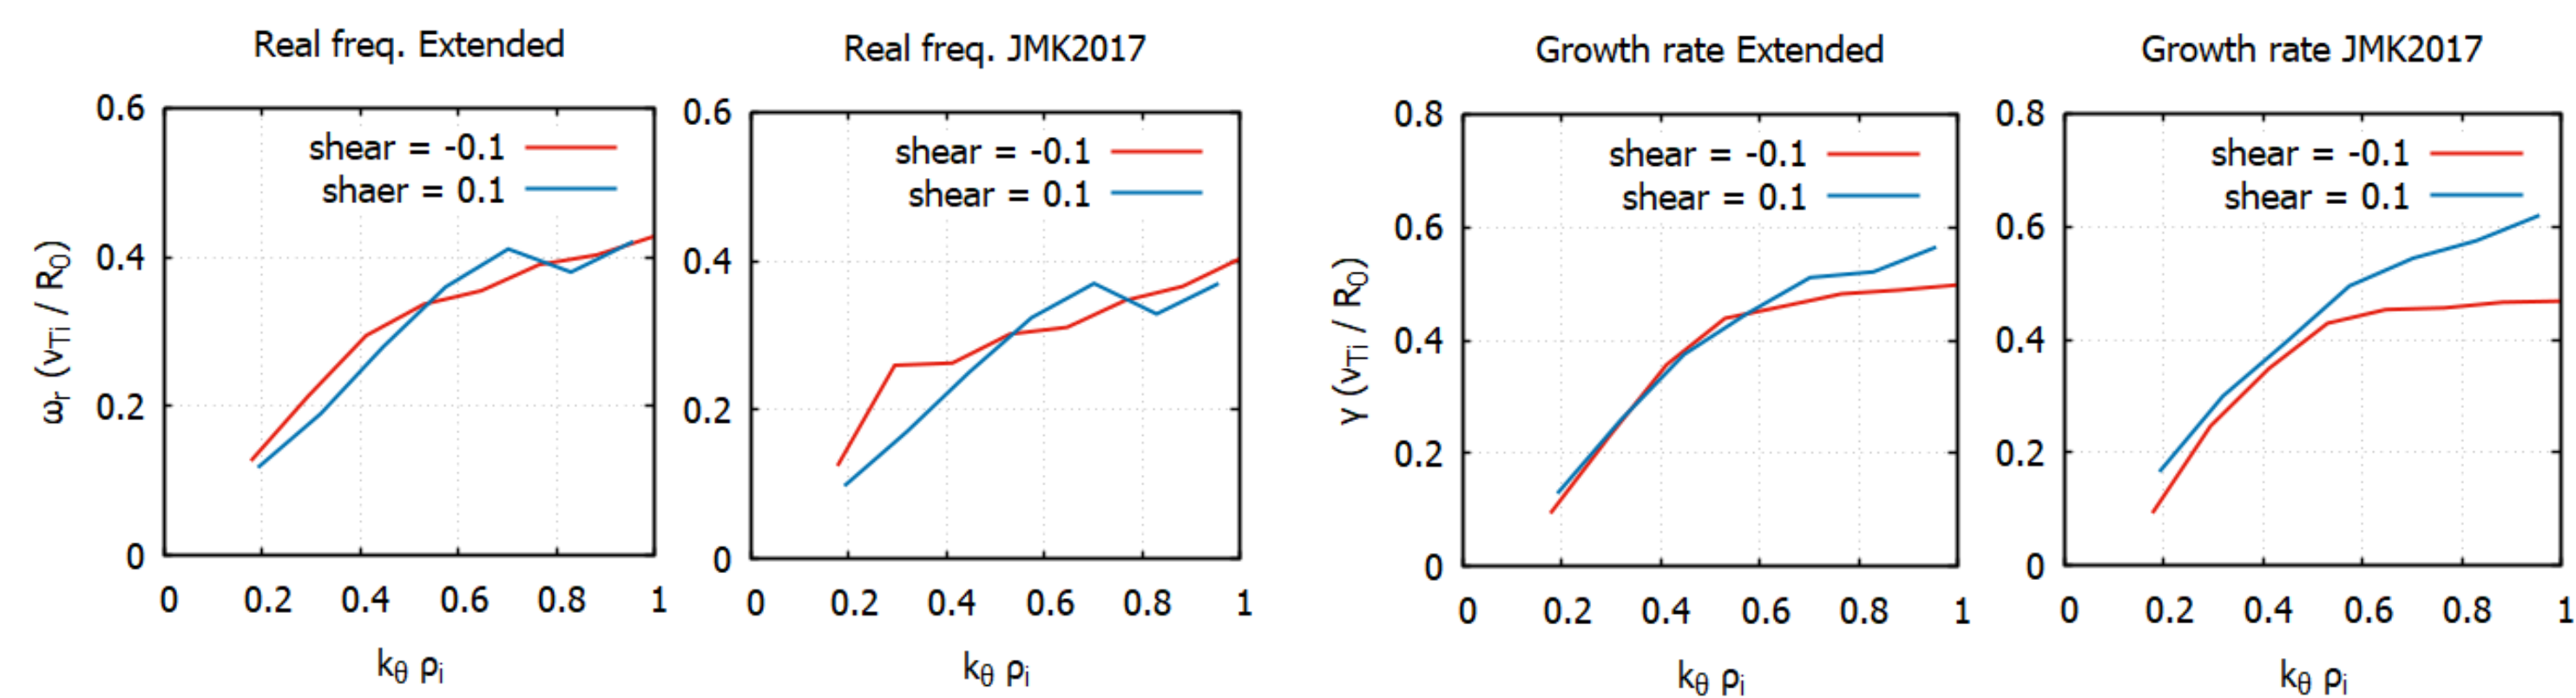 Real freq. Extended
0.6
0.4
0.2
0
ωr (vTi / R0)
shear = -0.1
shaer = 0.1
0 0.2 0.4 0.6 0.8 1
kθ ρi
Real freq. JMK2017
0.6
0.4
0.2
0
shear = -0.1
shear = 0.1
0 0.2 0.4 0.6 0.8 1
kθ ρi
Growth rate Extended
0.8
0.6
0.4
0.2
0
γ (vTi / R0)
shear = -0.1
shear = 0.1
0 0.2 0.4 0.6 0.8 1
kθ ρi
Growth rate JMK2017
0.8
0.6
0.4
0.2
0
shear = -0.1
shear = 0.1
0 0.2 0.4 0.6 0.8 1
kθ ρi